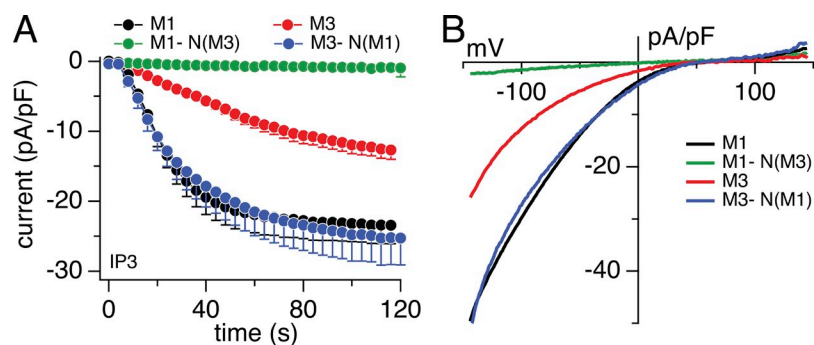 A
M1
M3
M1- N(M3)
M3- N(M1)
0
-10
-20
-30
current (pA/pF)
IP3
0
40
80
120
time (s)
B
mV
pA/pF
-100
100
-20
-40
M1
M1- N(M3)
M3
M3- N(M1)